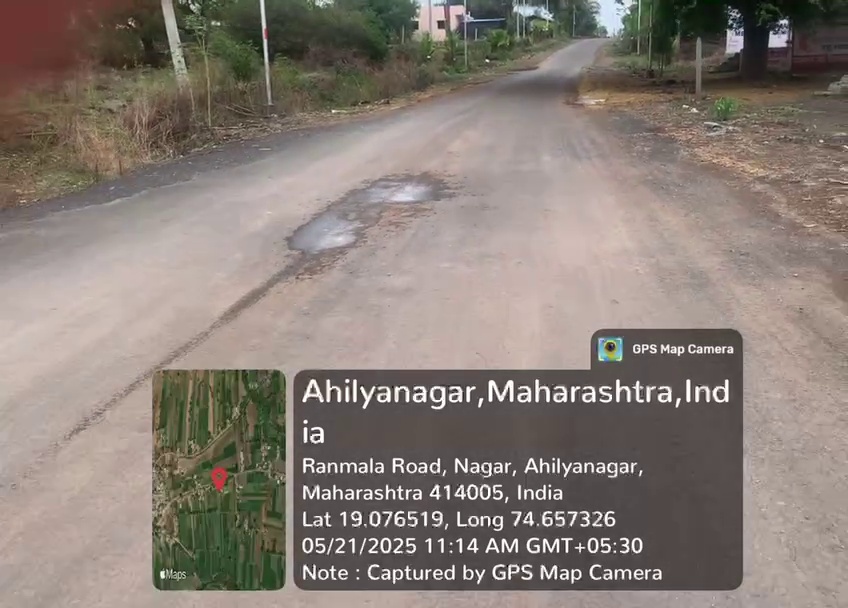 GPS Map Camera
Ahilyanagar,Maharashtra,Ind
ia
Ranmala Road, Nagar, Ahilyanagar,
Maharashtra 414005, India
Lat 19.076519, Long 74.657326
05/21/2025 11:14 AM GMT+05:30
Note : Captured by GPS Map Camera
Maps